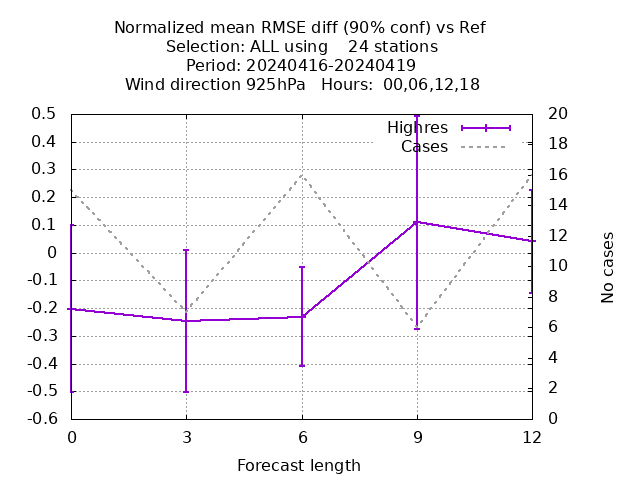 Normalized mean RMSE diff (90% conf) vs Ref
Selection: ALL using    24 stations
Period: 20240416-20240419
Wind direction 925hPa   Hours:  00,06,12,18
Highres
Cases
0.5
0.4
0.3
0.2
0.1
0
-0.1
-0.2
-0.3
-0.4
-0.5
-0.6
20
18
16
14
12
10
8
6
4
2
0
No cases
0 3 6 9 12
Forecast length